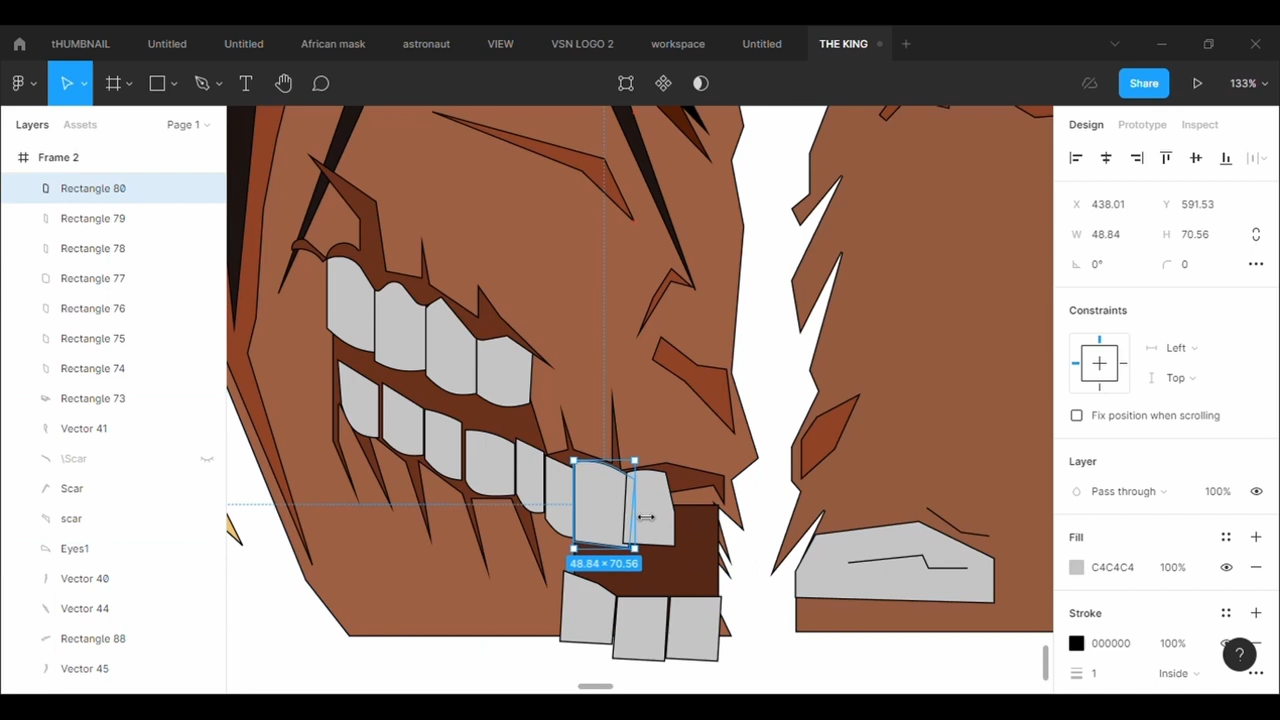 tHUMBNAIL Untitled Untitled African mask astronaut VIEW VSN LOGO 2 workspace Untitled THE KING
T Share 133%
Layers Assets Page 1
Design Prototype Inspect
Frame 2
Rectangle 80
Rectangle 79
Rectangle 78
Rectangle 77
Rectangle 76
Rectangle 75
Rectangle 74
Rectangle 73
Vector 41
\Scar
Scar
scar
Eyes1
Vector 40
Vector 44
Rectangle 88
Vector 45
48.84 × 70.56
X 438.01 Y 591.53
W 48.84 H 70.56
0° 0
Constraints
Left
Top
Fix position when scrolling
Layer
Pass through 100%
Fill
C4C4C4 100%
Stroke
000000 100%
1 Inside
?